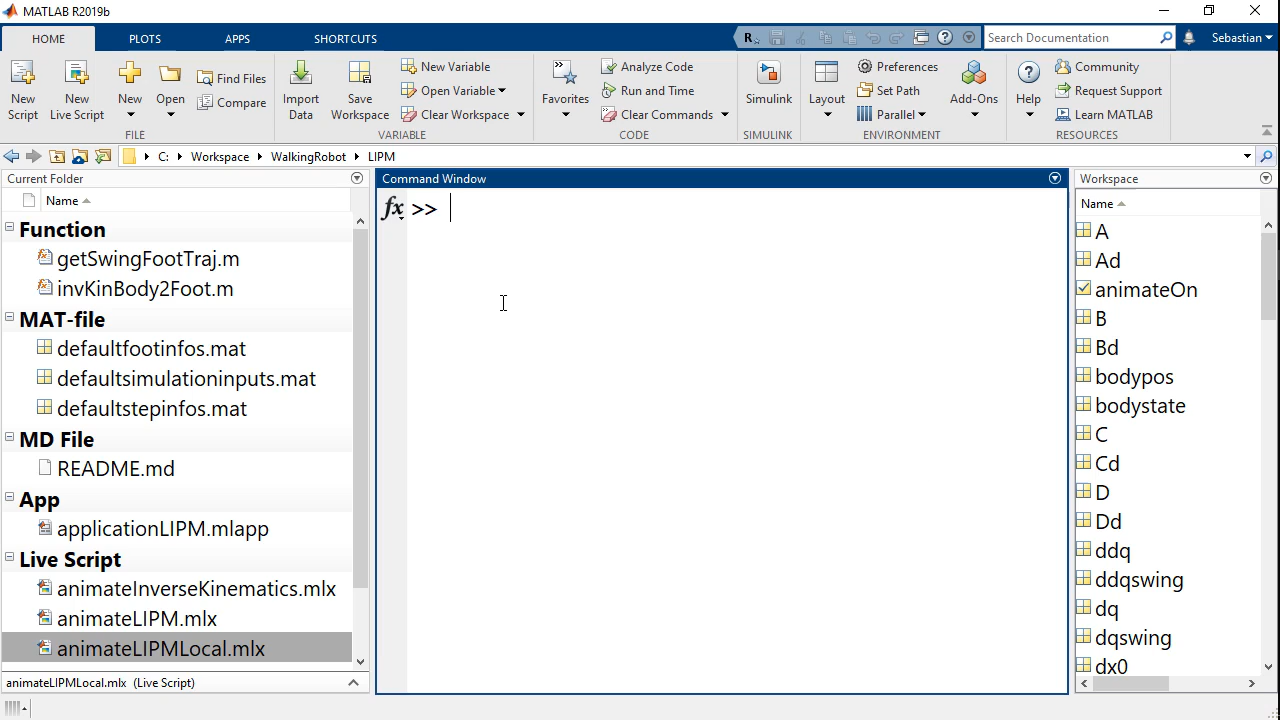 MATLAB R2019b
HOME
PLOTS
APPS
SHORTCUTS
Search Documentation
Sebastian
New Script
New Live Script
New
Open
Find Files
Compare
FILE
Import Data
Save Workspace
New Variable
Open Variable
Clear Workspace
VARIABLE
Favorites
Analyze Code
Run and Time
Clear Commands
CODE
Simulink
SIMULINK
Layout
Preferences
Set Path
Parallel
Add-Ons
ENVIRONMENT
Help
Community
Request Support
Learn MATLAB
RESOURCES
C: Workspace WalkingRobot LIPM
Current Folder
Name
Function
getSwingFootTraj.m
invKinBody2Foot.m
MAT-file
defaultfootinfos.mat
defaultsimulationinputs.mat
defaultstepinfos.mat
MD File
README.md
App
applicationLIPM.mlapp
Live Script
animateInverseKinematics.mlx
animateLIPM.mlx
animateLIPMLocal.mlx
animateLIPMLocal.mlx (Live Script)
Command Window
fx >>
Workspace
Name
A
Ad
animateOn
B
Bd
bodypos
bodystate
C
Cd
D
Dd
ddq
ddqswing
dq
dqswing
dx0